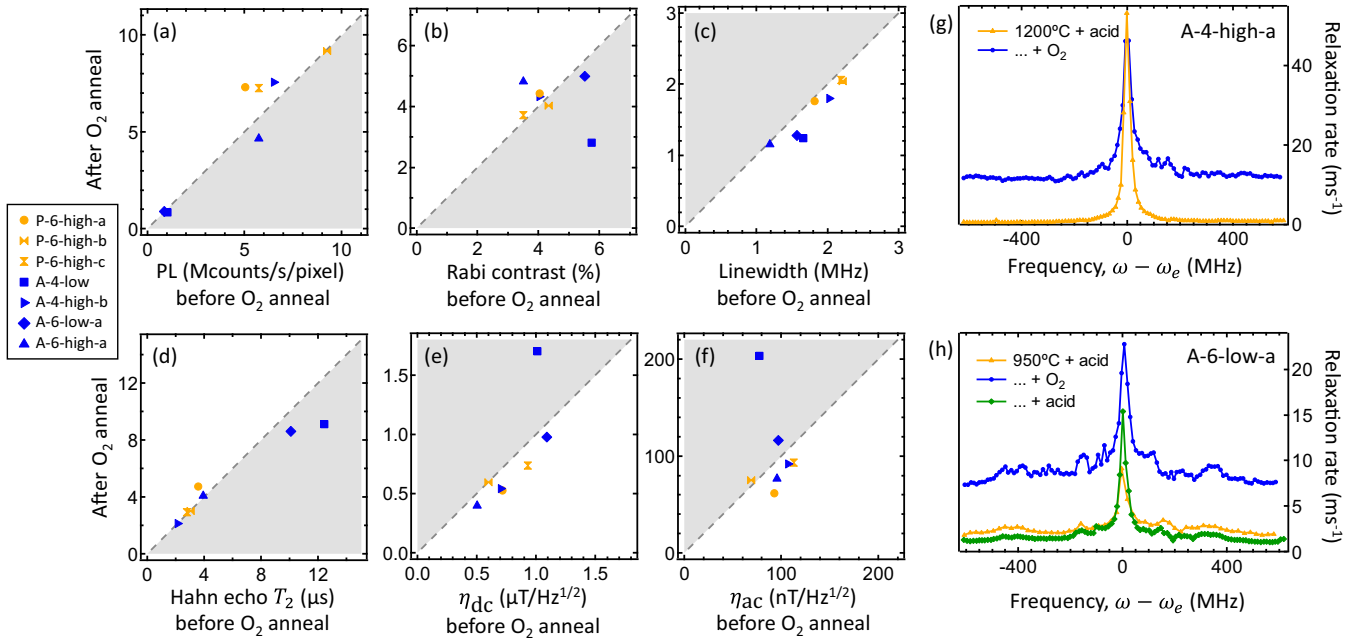 (a)
10
5
0
0
5
10
After O2 anneal
PL (Mcounts/s/pixel)
before O2 anneal
(b)
6
4
2
0
0
2
4
6
Rabi contrast (%)
before O2 anneal
(c)
3
2
1
0
0
1
2
3
Linewidth (MHz)
before O2 anneal
(g)
1200ºC + acid
... + O2
A-4-high-a
40
20
0
Relaxation rate (ms-1)
-400
0
400
Frequency, ω − ωe (MHz)
P-6-high-a
P-6-high-b
P-6-high-c
A-4-low
A-4-high-b
A-6-low-a
A-6-high-a
(d)
12
8
4
0
0
4
8
12
After O2 anneal
Hahn echo T2 (μs)
before O2 anneal
(e)
1.5
1.0
0.5
0.0
0.0
0.5
1.0
1.5
ηdc (μT/Hz1/2)
before O2 anneal
(f)
200
100
0
0
100
200
ηac (nT/Hz1/2)
before O2 anneal
(h)
950ºC + acid
... + O2
... + acid
A-6-low-a
20
15
10
5
0
Relaxation rate (ms-1)
-400
0
400
Frequency, ω − ωe (MHz)